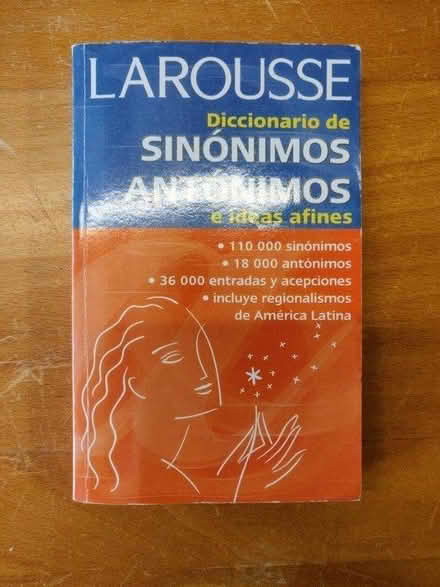 LAROUSSE
Diccionario de
SINÓNIMOS
ANTÓNIMOS
e ideas afines
• 110 000 sinónimos
• 18 000 antónimos
• 36 000 entradas y acepciones
• incluye regionalismos
de América Latina